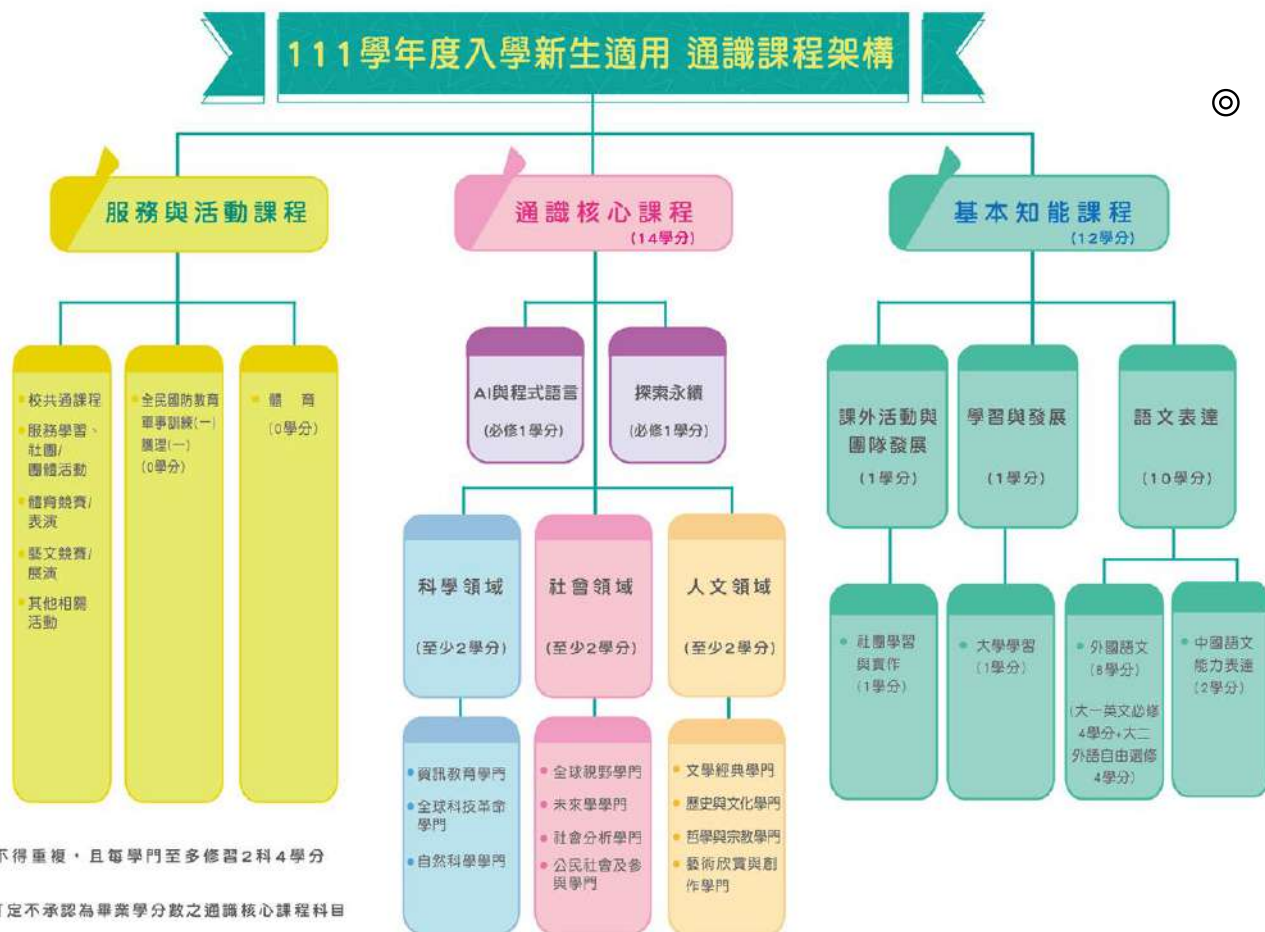 111學年度入學新生適用 通識課程架構
◎
服務與活動課程
通識核心課程
(14學分)
基本知能課程
(12學分)
校共通課程
服務學習、
社團/
團體活動
體育競賽/
表演
藝文競賽/
展演
其他相關
活動
全民國防教育
軍事訓練(一)
護理(一)
(0學分)
體 育
(0學分)
AI與程式語言
(必修1學分)
探索永續
(必修1學分)
科學領域
(至少2學分)
社會領域
(至少2學分)
人文領域
(至少2學分)
資訊教育學門
全球科技革命
學門
自然科學學門
全球視野學門
未來學學門
社會分析學門
公民社會及參
與學門
文學經典學門
歷史與文化學門
哲學與宗教學門
藝術欣賞與創
作學門
課外活動與
團隊發展
(1學分)
學習與發展
(1學分)
語文表達
(10學分)
社團學習
與實作
(1學分)
大學學習
(1學分)
外國語文
(8學分)
(大一英文必修
4學分+大二
外語自由選修
4學分)
中國語文
能力表達
(2學分)
不得重複,且每學門至多修習2科4學分
訂定不承認為畢業學分數之通識核心課程科目